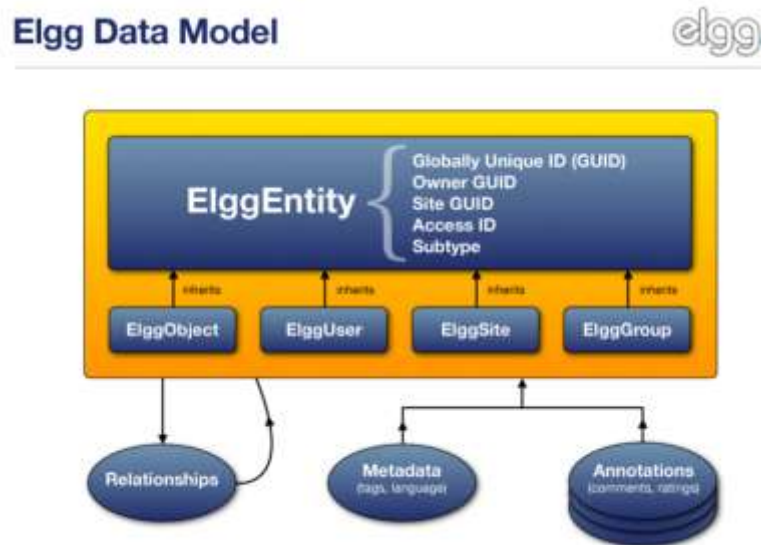 Elgg Data Model
elgg
ElggEntity
Globally Unique ID (GUID)
Owner GUID
Site GUID
Access ID
Subtype
inherits
inherits
inherits
inherits
ElggObject
ElggUser
ElggSite
ElggGroup
Relationships
Metadata
(tags, language)
Annotations
(comments, ratings)